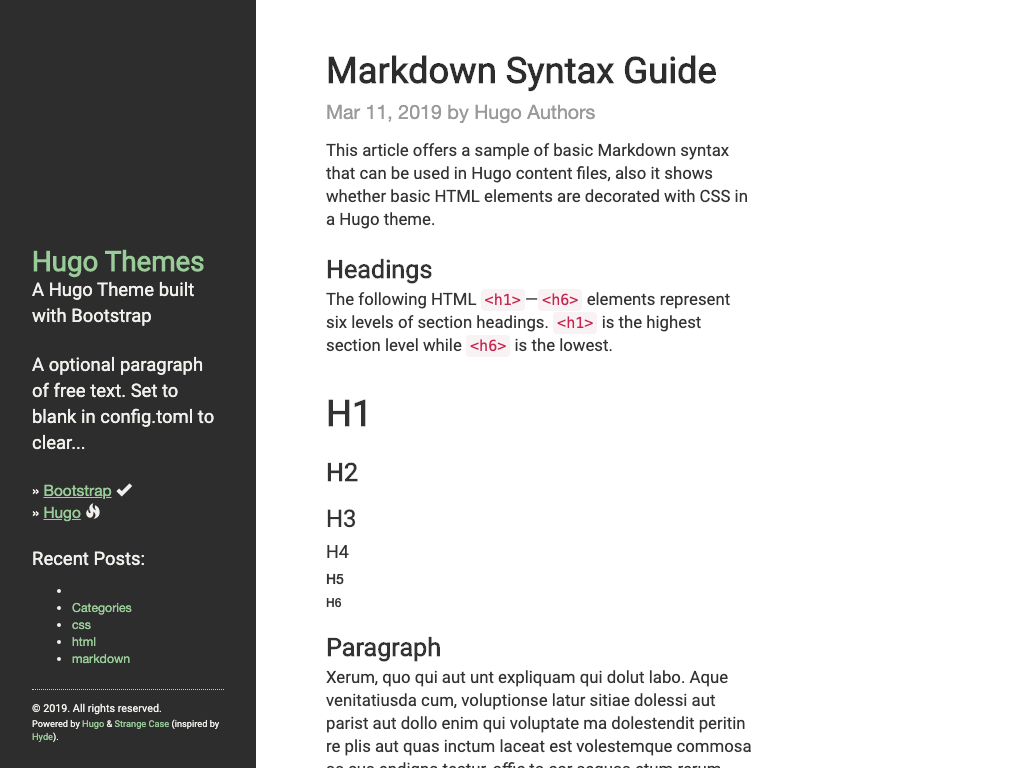 Hugo Themes
A Hugo Theme built
with Bootstrap
A optional paragraph
of free text. Set to
blank in config.toml to
clear...
» Bootstrap
» Hugo
Recent Posts:
Categories
css
html
markdown
© 2019. All rights reserved.
Powered by Hugo & Strange Case (inspired by
Hyde).
Markdown Syntax Guide
Mar 11, 2019 by Hugo Authors
This article offers a sample of basic Markdown syntax
that can be used in Hugo content files, also it shows
whether basic HTML elements are decorated with CSS in
a Hugo theme.
Headings
The following HTML <h1>—<h6> elements represent
six levels of section headings. <h1> is the highest
section level while <h6> is the lowest.
H1
H2
H3
H4
H5
H6
Paragraph
Xerum, quo qui aut unt expliquam qui dolut labo. Aque
venitatiusda cum, voluptionse latur sitiae dolessi aut
parist aut dollo enim qui voluptate ma dolestendit peritin
re plis aut quas inctum laceat est volestemque commosa